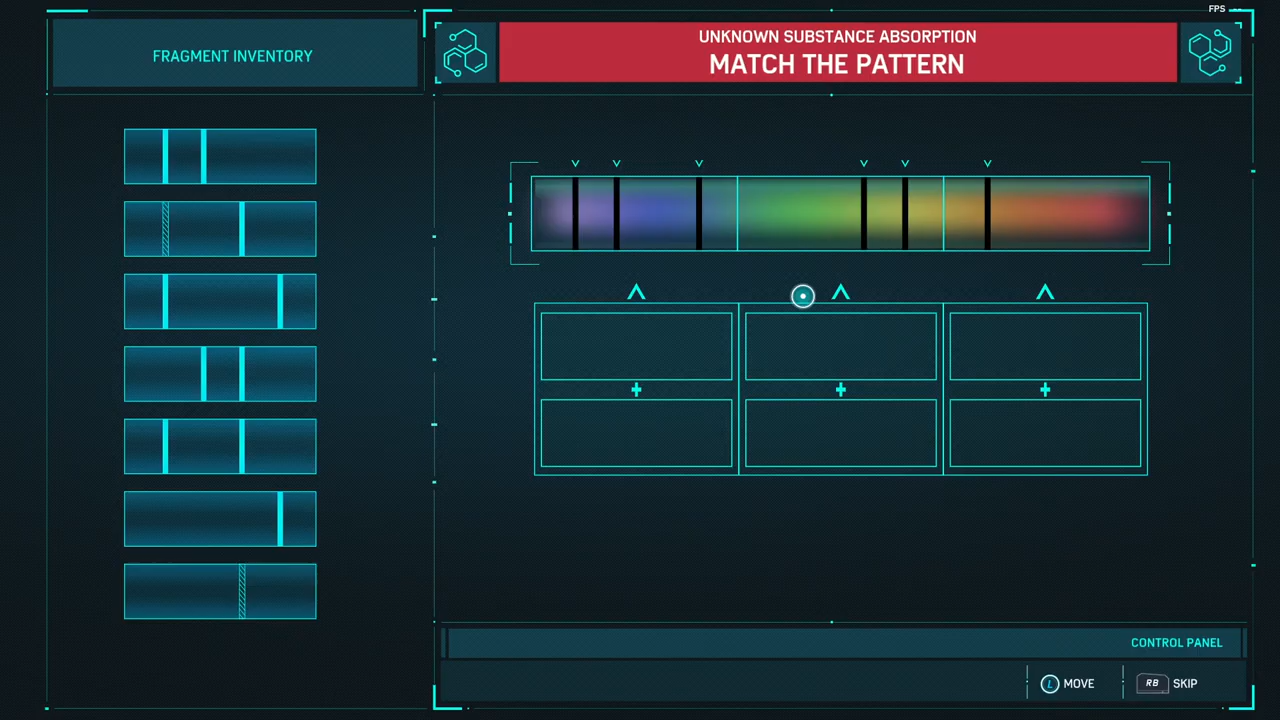 FPS --
FRAGMENT INVENTORY
UNKNOWN SUBSTANCE ABSORPTION
MATCH THE PATTERN
CONTROL PANEL
L MOVE
RB SKIP